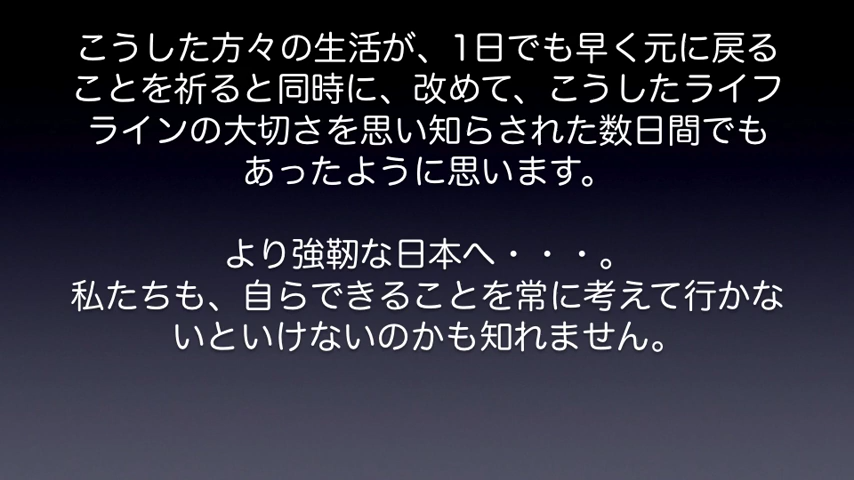 こうした方々の生活が、1日でも早く元に戻る
ことを祈ると同時に、改めて、こうしたライフ
ラインの大切さを思い知らされた数日間でも
あったように思います。
より強靭な日本へ・・・。
私たちも、自らできることを常に考えて行かな
いといけないのかも知れません。